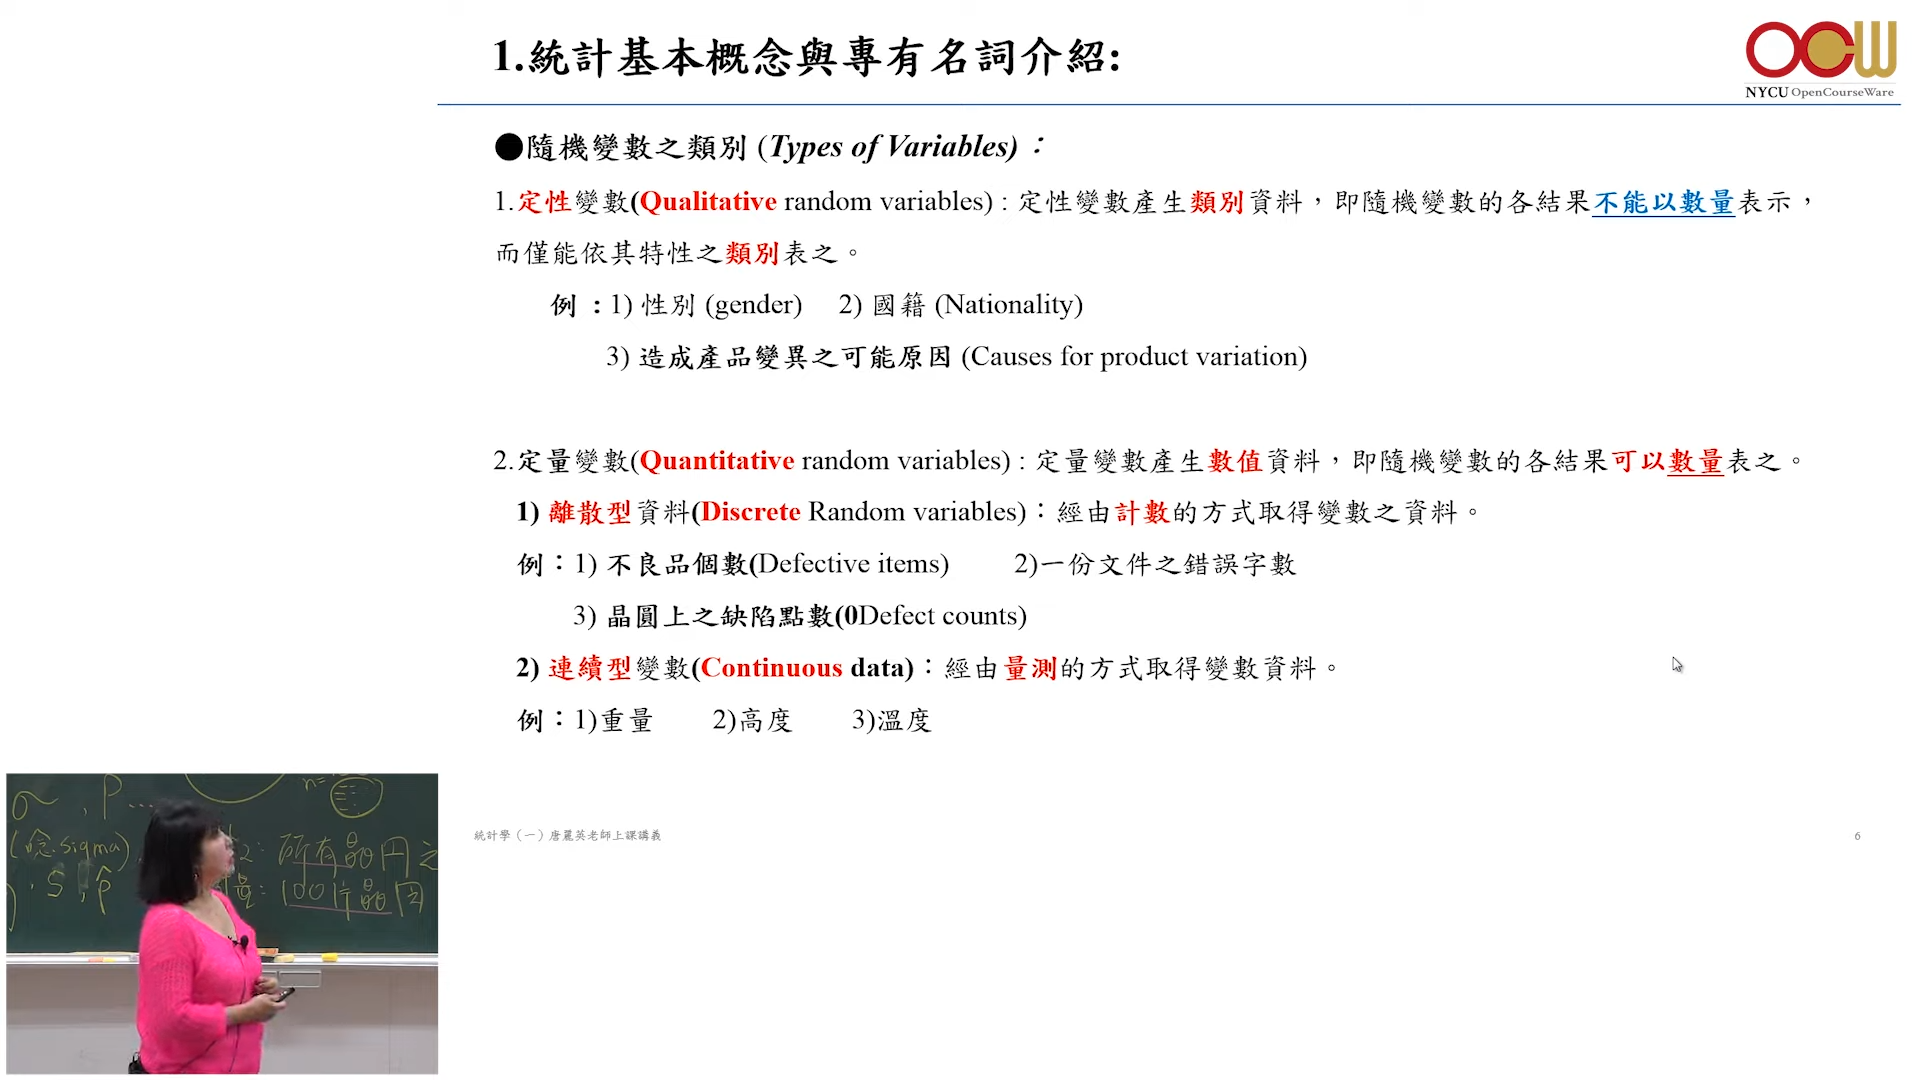 1.統計基本概念與專有名詞介紹:
OCW
NYCU OpenCourseWare
●隨機變數之類別 (Types of Variables)：
1.定性變數(Qualitative random variables) : 定性變數產生類別資料，即隨機變數的各結果不能以數量表示，
而僅能依其特性之類別表之。
例 : 1) 性別 (gender) 2) 國籍 (Nationality)
3) 造成產品變異之可能原因 (Causes for product variation)
2.定量變數(Quantitative random variables) : 定量變數產生數值資料，即隨機變數的各結果可以數量表之。
1) 離散型資料(Discrete Random variables)：經由計數的方式取得變數之資料。
例：1) 不良品個數(Defective items) 2)一份文件之錯誤字數
3) 晶圓上之缺陷點數(0Defect counts)
2) 連續型變數(Continuous data)：經由量測的方式取得變數資料。
例：1)重量 2)高度 3)溫度
統計學（一）唐麗英老師上課講義
6
σ , P ...
n=
(唸.sigma)
2: 所有晶円之
. S , p̂
量: 100片晶円